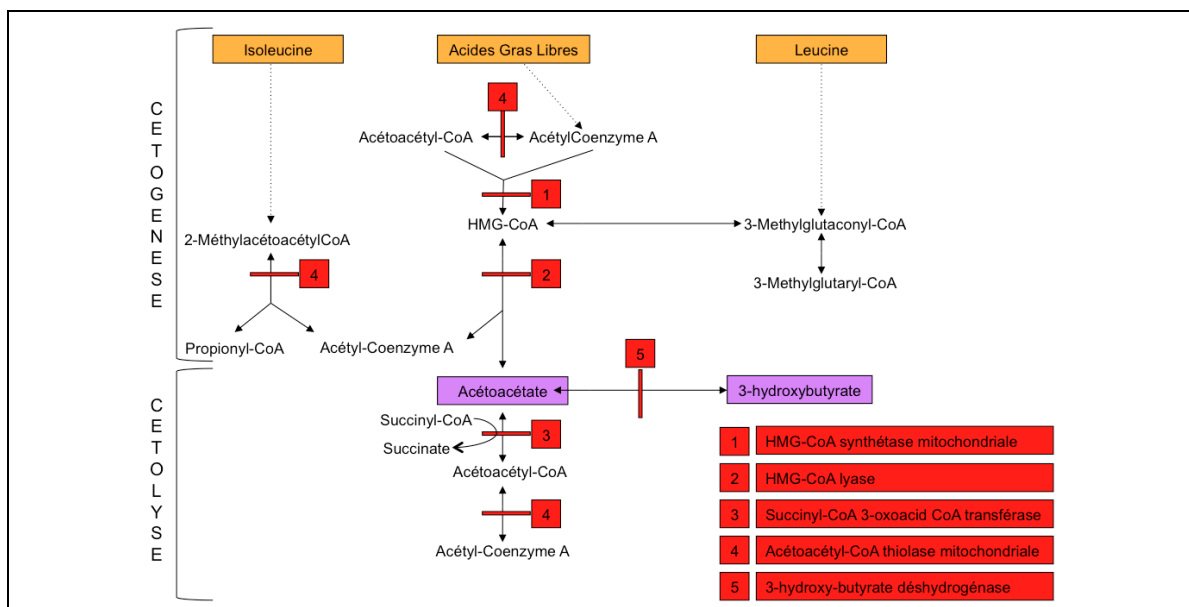 CETOGENESE
Isoleucine
Acides Gras Libres
Leucine
4
Acétoacétyl-CoA
AcétylCoenzyme A
1
HMG-CoA
3-Methylglutaconyl-CoA
2-MéthylacétoacétylCoA
4
2
3-Methylglutaryl-CoA
Propionyl-CoA
Acétyl-Coenzyme A
5
CETOLYSE
Acétoacétate
3-hydroxybutyrate
Succinyl-CoA
3
Succinate
Acétoacétyl-CoA
4
Acétyl-Coenzyme A
1 HMG-CoA synthétase mitochondriale
2 HMG-CoA lyase
3 Succinyl-CoA 3-oxoacid CoA transférase
4 Acétoacétyl-CoA thiolase mitochondriale
5 3-hydroxy-butyrate déshydrogénase